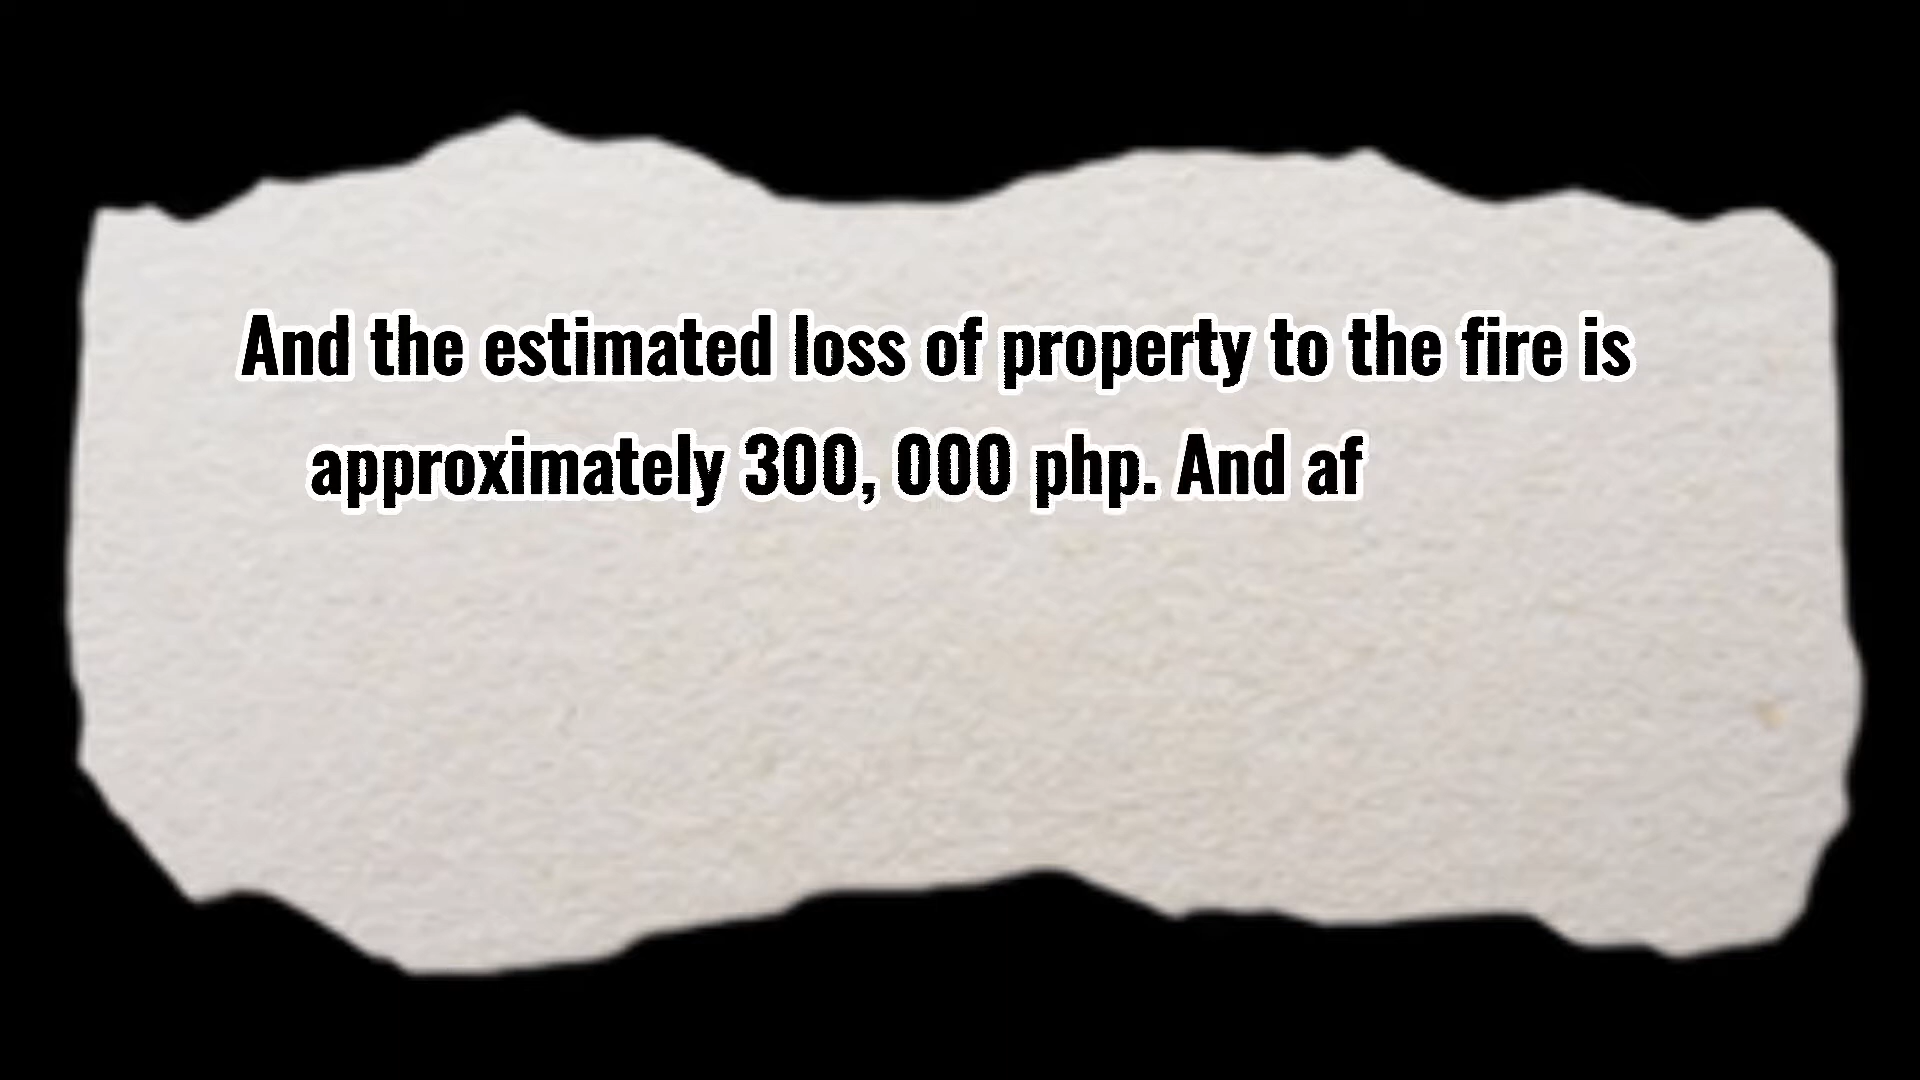 And the estimated loss of property to the fire is
approximately 300, 000 php. And af